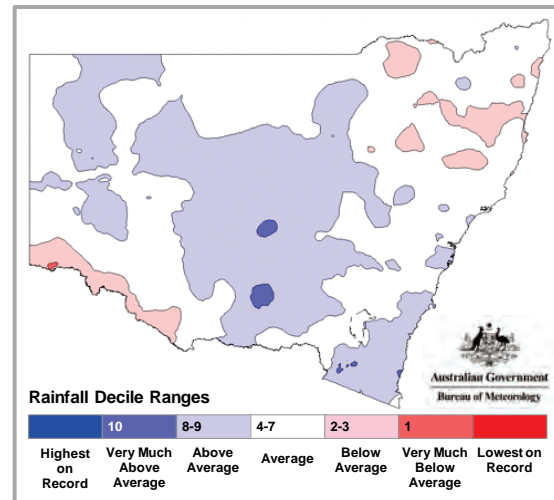 Australian Government
Bureau of Meteorology
Rainfall Decile Ranges
10 8-9 4-7 2-3 1
Highest on Record
Very Much Above Average
Above Average
Average
Below Average
Very Much Below Average
Lowest on Record